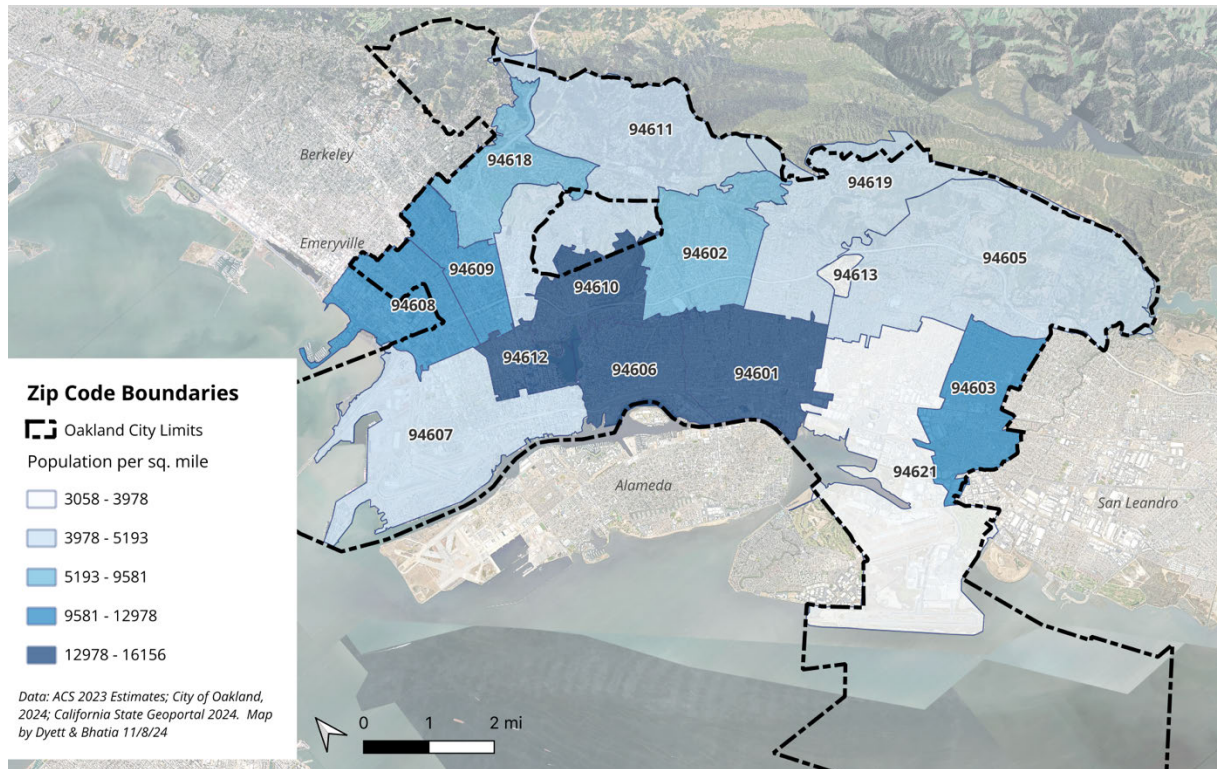 94611
Berkeley
94618
94619
Emeryville
94609
94602
94605
94613
94610
94608
94612
94606
94601
94603
94607
94621
Alameda
San Leandro
Zip Code Boundaries
Oakland City Limits
Population per sq. mile
3058 - 3978
3978 - 5193
5193 - 9581
9581 - 12978
12978 - 16156
Data: ACS 2023 Estimates; City of Oakland,
2024; California State Geoportal 2024. Map
by Dyett & Bhatia 11/8/24
0 1 2 mi